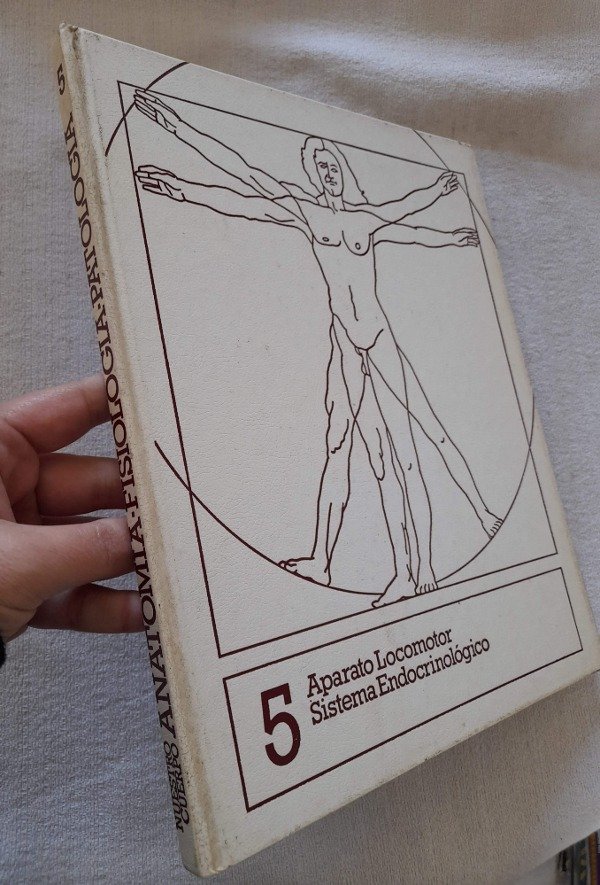 NUESTRO
CUERPO
ANATOMIA·FISIOLOGIA·PATOLOGIA 5
5
Aparato Locomotor
Sistema Endocrinológico